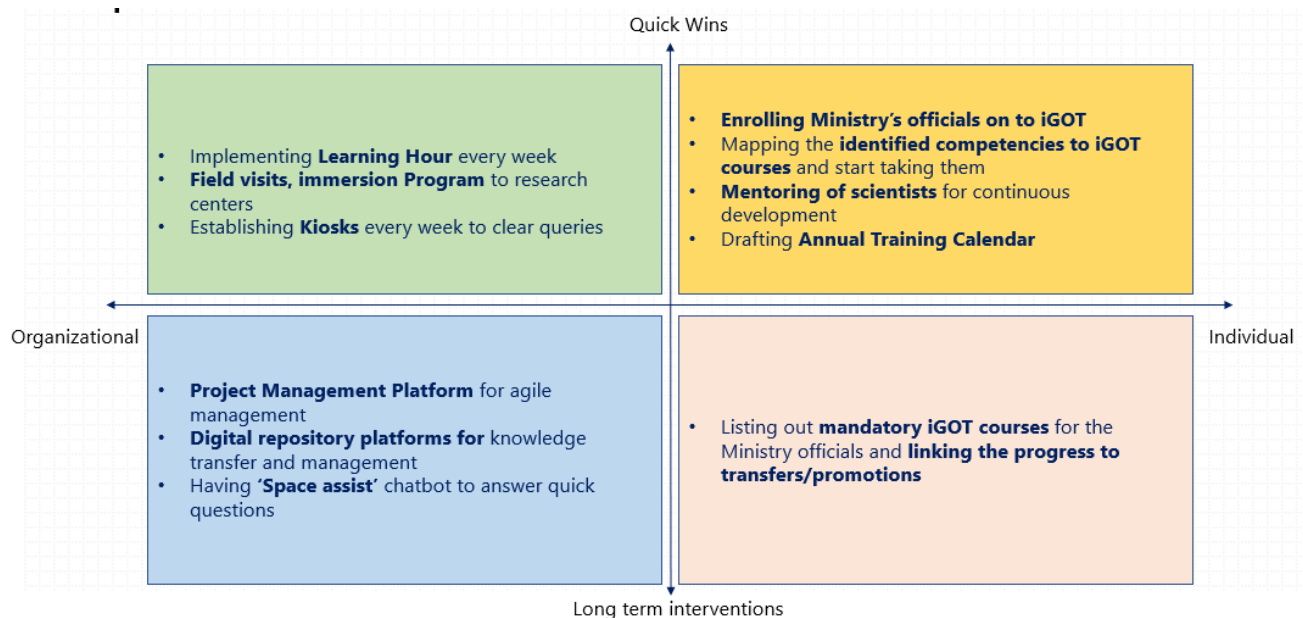 Quick Wins
• Implementing Learning Hour every week
• Field visits, immersion Program to research
centers
• Establishing Kiosks every week to clear queries
• Enrolling Ministry's officials on to iGOT
• Mapping the identified competencies to iGOT
courses and start taking them
• Mentoring of scientists for continuous
development
• Drafting Annual Training Calendar
Organizational
Individual
• Project Management Platform for agile
management
• Digital repository platforms for knowledge
transfer and management
• Having ‘Space assist’ chatbot to answer quick
questions
• Listing out mandatory iGOT courses for the
Ministry officials and linking the progress to
transfers/promotions
Long term interventions